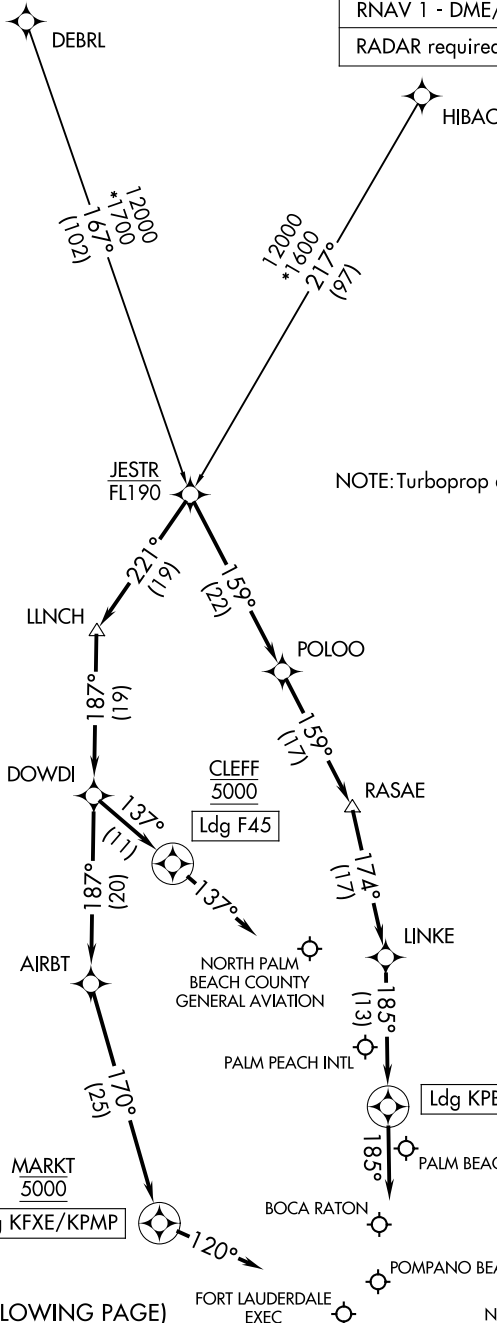 RNAV 1 - DME/
RADAR required
DEBRL
HIBAC
12000
*1700
167°
(102)
12000
*1600
217°
(97)
JESTR
FL190
NOTE: Turboprop
221°
(19)
159°
(22)
LLNCH
POLOO
187°
(19)
159°
(17)
DOWDI
CLEFF
5000
Ldg F45
RASAE
137°
(11)
187°
(20)
137°
174°
(17)
AIRBT
LINKE
NORTH PALM
BEACH COUNTY
GENERAL AVIATION
185°
(13)
PALM PEACH INTL
170°
(25)
Ldg KPB
185°
PALM BEAC
MARKT
5000
g KFXE/KPMP
BOCA RATON
120°
POMPANO BEA
LOWING PAGE)
FORT LAUDERDALE
EXEC
N